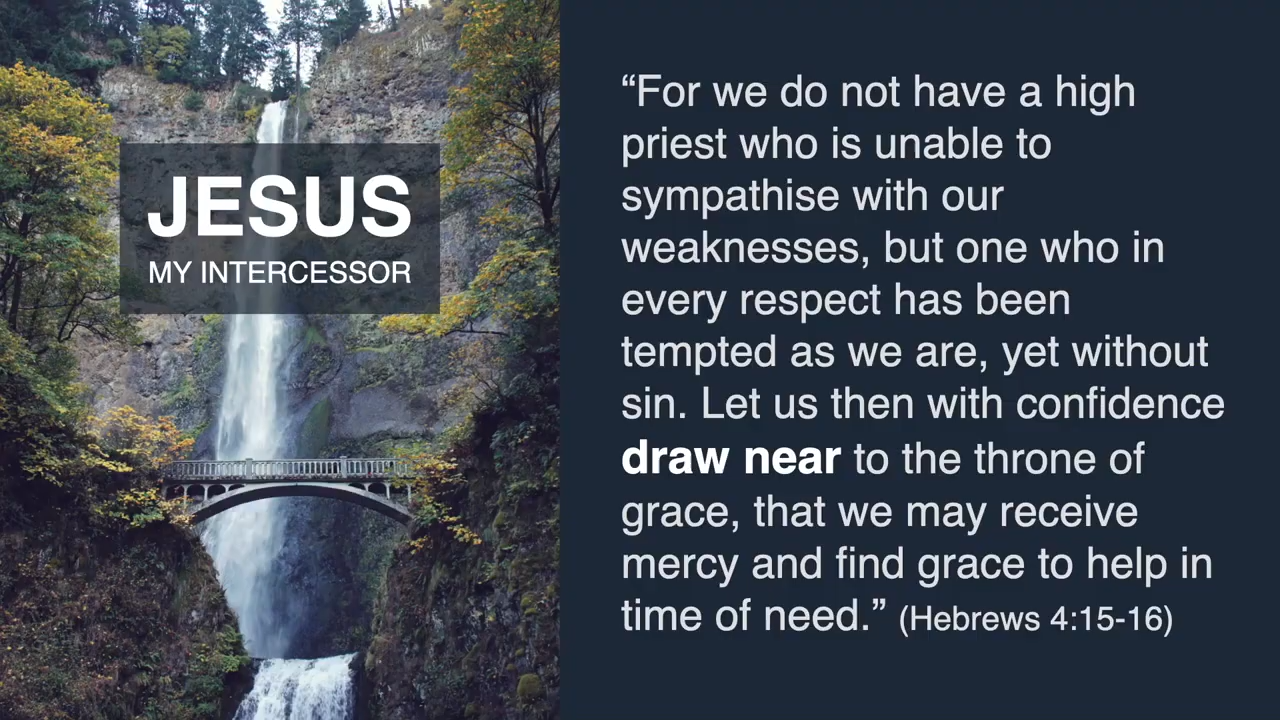 JESUS
MY INTERCESSOR
“For we do not have a high
priest who is unable to
sympathise with our
weaknesses, but one who in
every respect has been
tempted as we are, yet without
sin. Let us then with confidence
draw near to the throne of
grace, that we may receive
mercy and find grace to help in
time of need.” (Hebrews 4:15-16)